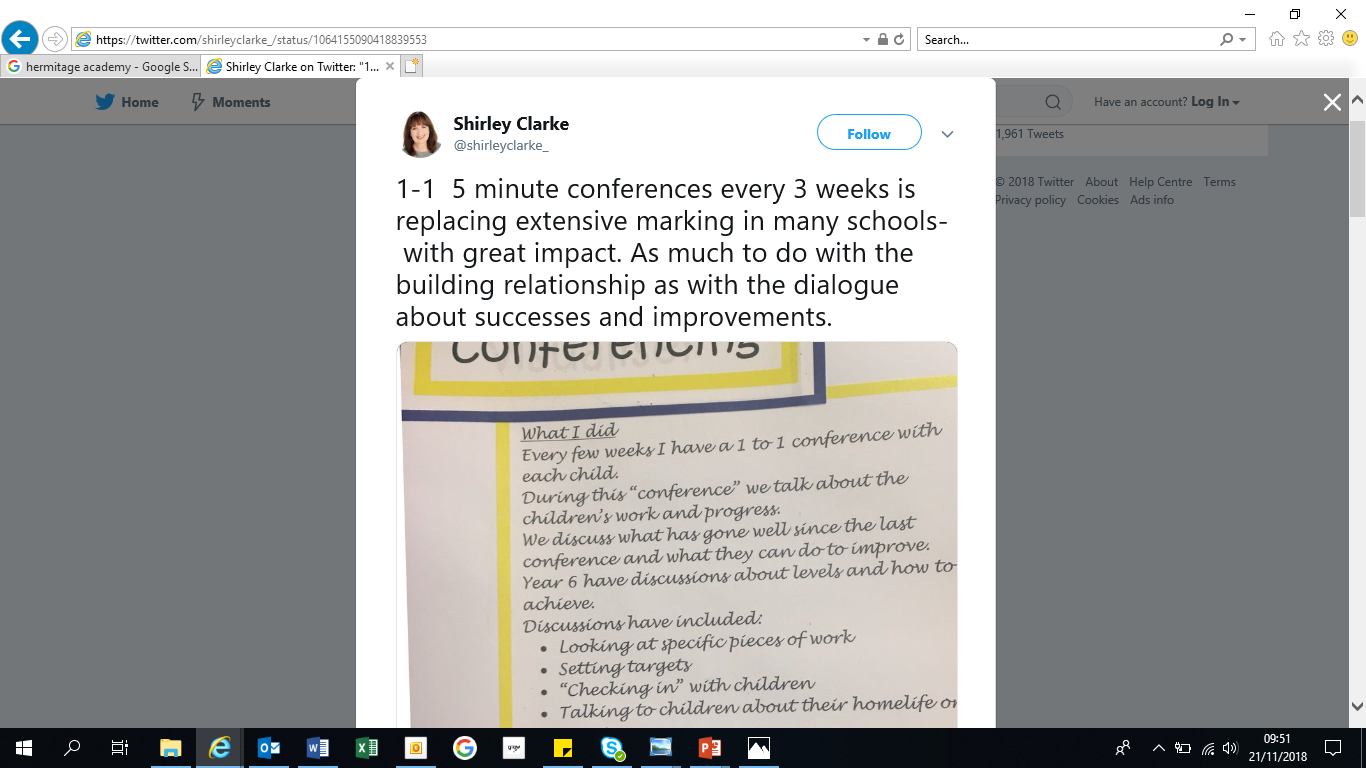 https://twitter.com/shirleyclarke_/status/1064155090418839553
Search...
hermitage academy - Google S...
Shirley Clarke on Twitter: "1...
Home
Moments
Have an account? Log In
Shirley Clarke
@shirleyclarke_
Follow
1,961 Tweets
© 2018 Twitter About Help Centre Terms
Privacy policy Cookies Ads info
1-1 5 minute conferences every 3 weeks is
replacing extensive marking in many schools-
with great impact. As much to do with the
building relationship as with the dialogue
about successes and improvements.
Conferencing
What I did
Every few weeks I have a 1 to 1 conference with
each child.
During this “conference” we talk about the
children's work and progress.
We discuss what has gone well since the last
conference and what they can do to improve.
Year 6 have discussions about levels and how to
achieve.
Discussions have included:
• Looking at specific pieces of work
• Setting targets
• “Checking in” with children
• Talking to children about their homelife or
09:51
21/11/2018